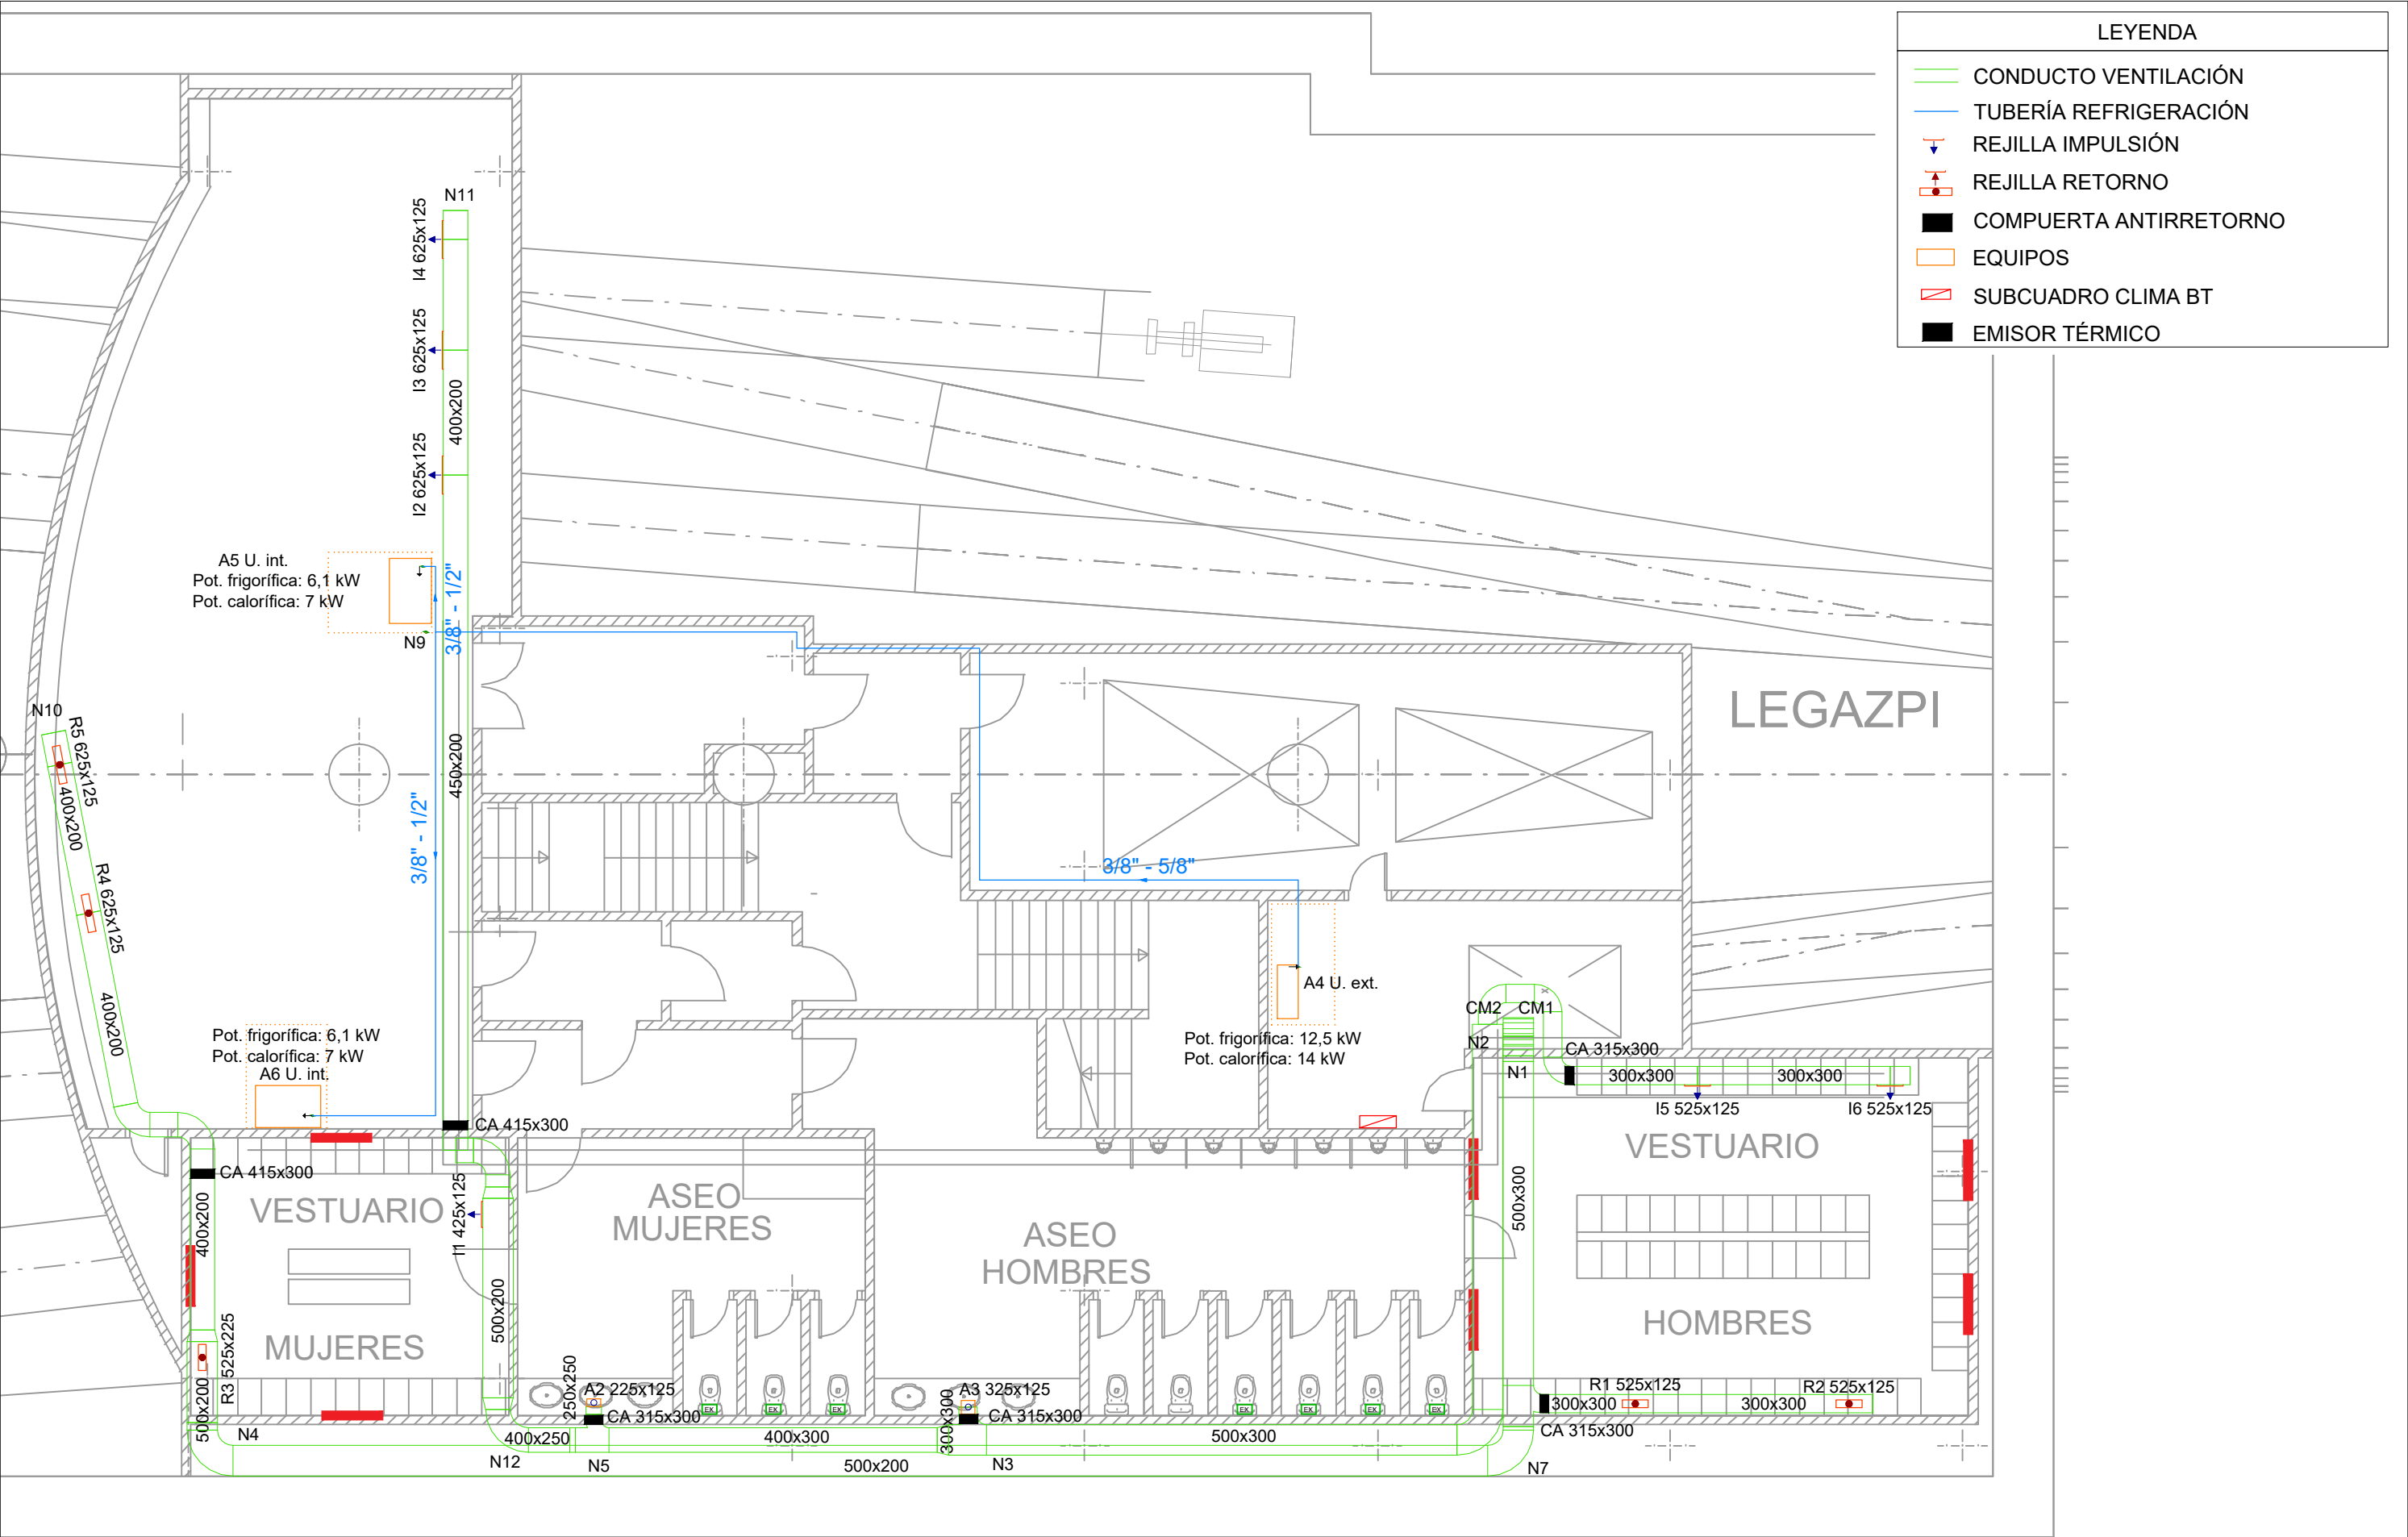 LEYENDA
CONDUCTO VENTILACIÓN
TUBERÍA REFRIGERACIÓN
REJILLA IMPULSIÓN
REJILLA RETORNO
COMPUERTA ANTIRRETORNO
EQUIPOS
SUBCUADRO CLIMA BT
EMISOR TÉRMICO
N11
I4 625x125
I3 625x125
400x200
I2 625x125
A5 U. int.
Pot. frigorífica: 6,1 kW
Pot. calorífica: 7 kW
3/8" - 1/2"
N9
N10
R5 625x125
400x200
450x200
LEGAZPI
3/8" - 1/2"
3/8" - 5/8"
R4 625x125
400x200
A4 U. ext.
Pot. frigorífica: 12,5 kW
Pot. calorífica: 14 kW
CM2
CM1
N2
N1
CA 315x300
300x300
300x300
I5 525x125
I6 525x125
Pot. frigorífica: 6,1 kW
Pot. calorífica: 7 kW
A6 U. int.
CA 415x300
CA 415x300
400x200
VESTUARIO
MUJERES
I1 425x125
500x200
ASEO
MUJERES
ASEO
HOMBRES
500x300
VESTUARIO
HOMBRES
R3 525x225
500x200
N4
250x250
A2 225x125
CA 315x300
EX
EX
EX
300x300
A3 325x125
CA 315x300
EX
EX
EX
EX
R1 525x125
R2 525x125
300x300
300x300
CA 315x300
400x250
400x300
500x300
N12
N5
500x200
N3
N7